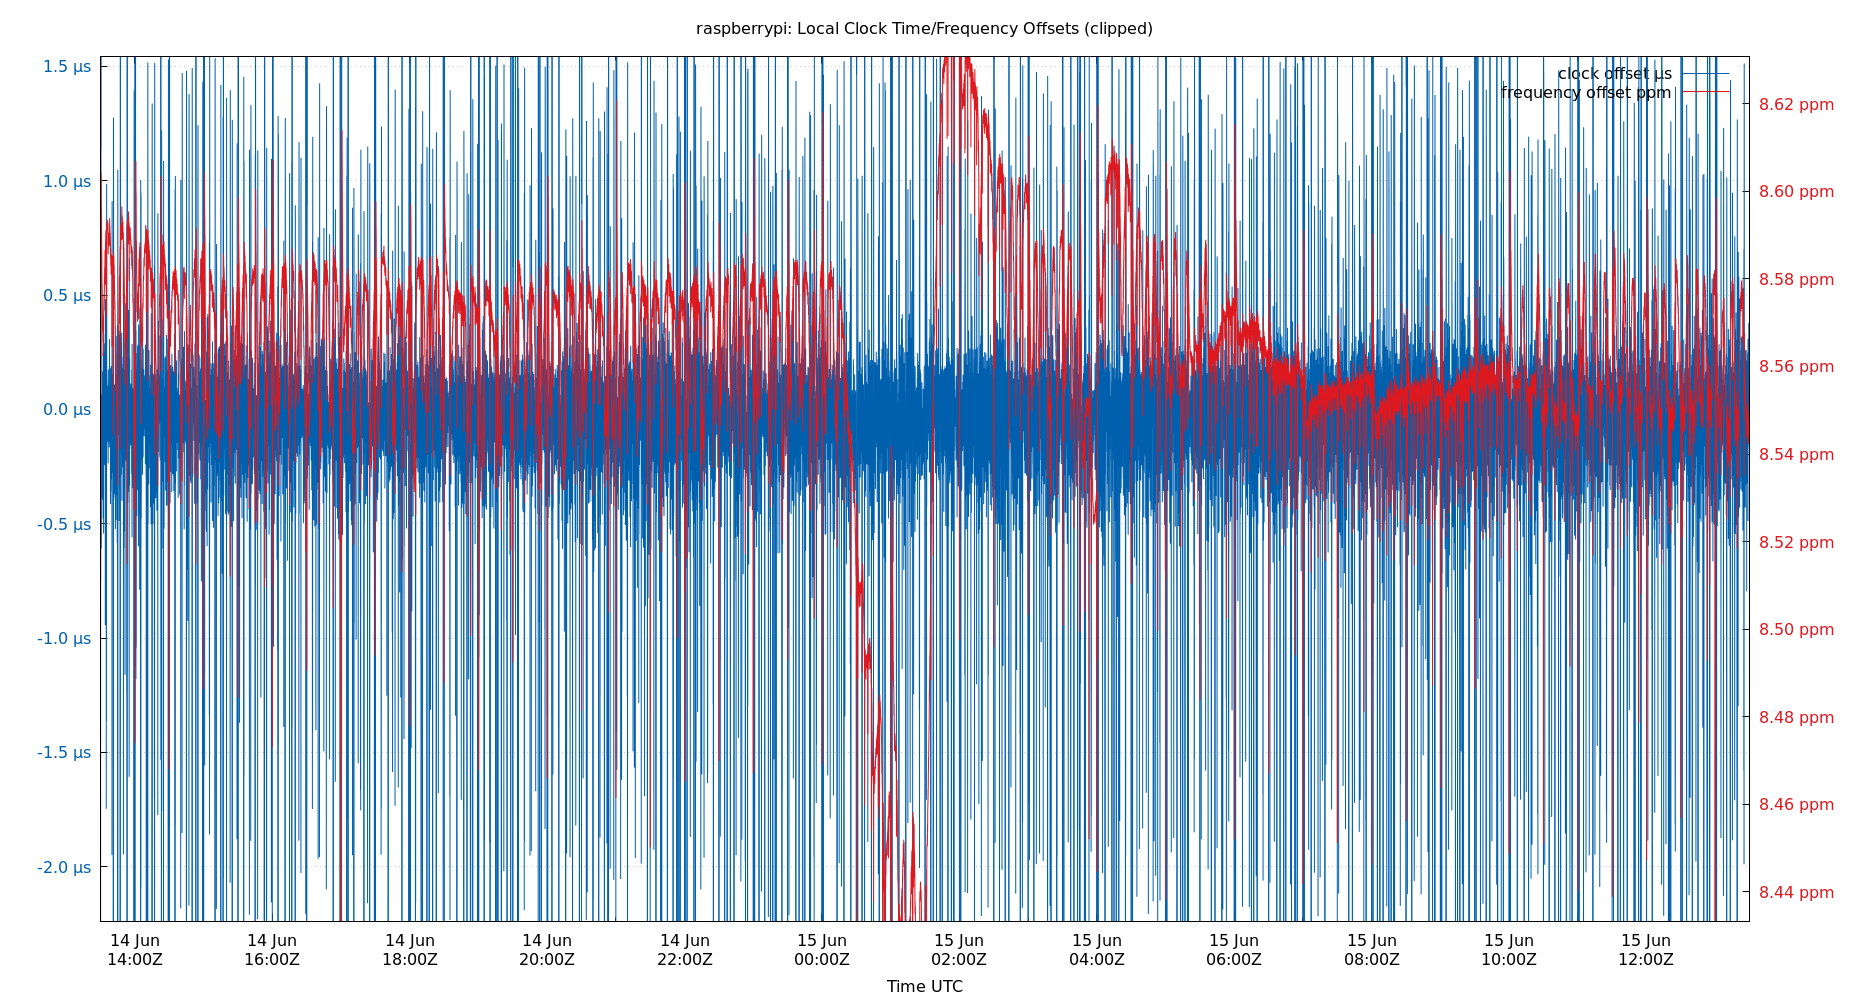 raspberrypi: Local Clock Time/Frequency Offsets (clipped)
1.5 µs
1.0 µs
0.5 µs
0.0 µs
-0.5 µs
-1.0 µs
-1.5 µs
-2.0 µs
clock offset µs
frequency offset ppm
8.62 ppm
8.60 ppm
8.58 ppm
8.56 ppm
8.54 ppm
8.52 ppm
8.50 ppm
8.48 ppm
8.46 ppm
8.44 ppm
14 Jun 14 Jun 14 Jun 14 Jun 14 Jun 15 Jun 15 Jun 15 Jun 15 Jun 15 Jun 15 Jun 15 Jun
14:00Z 16:00Z 18:00Z 20:00Z 22:00Z 00:00Z 02:00Z 04:00Z 06:00Z 08:00Z 10:00Z 12:00Z
Time UTC